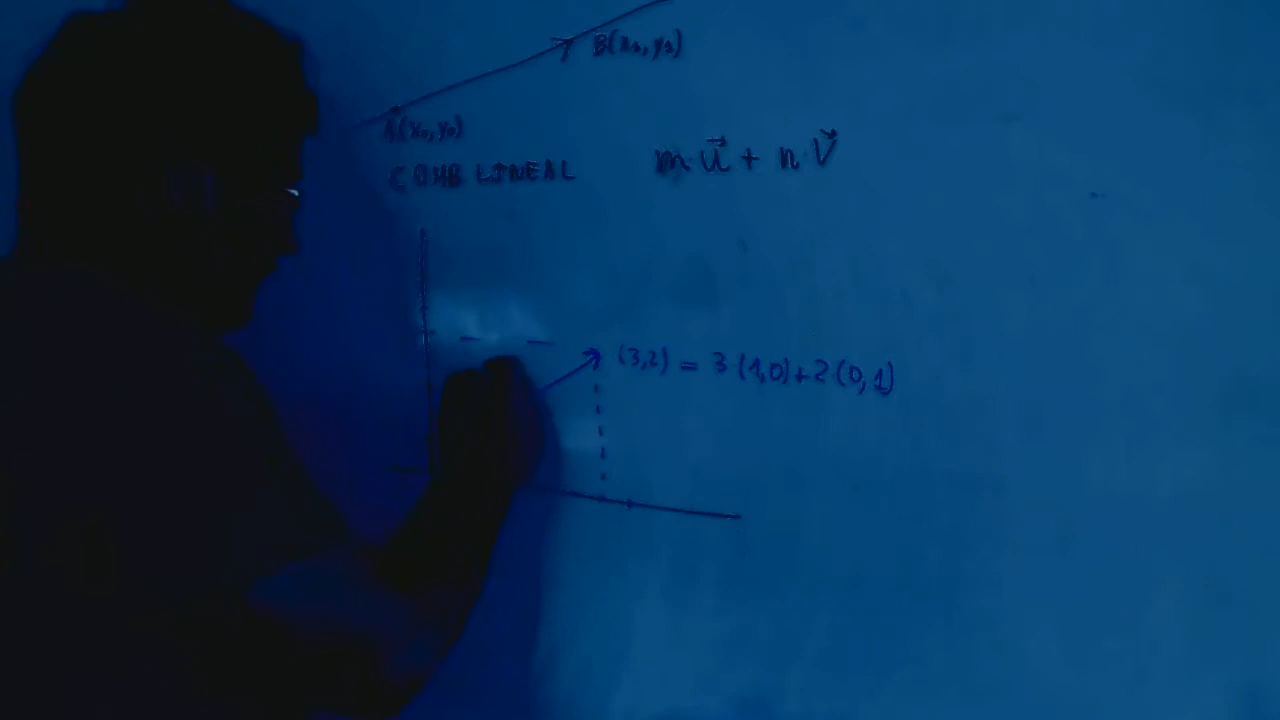 B(x₁,y₁)
A(x₀,y₀)
COMB LINEAL m·u⃗ + n·v⃗
(3,2) = 3(1,0)+2(0,1)